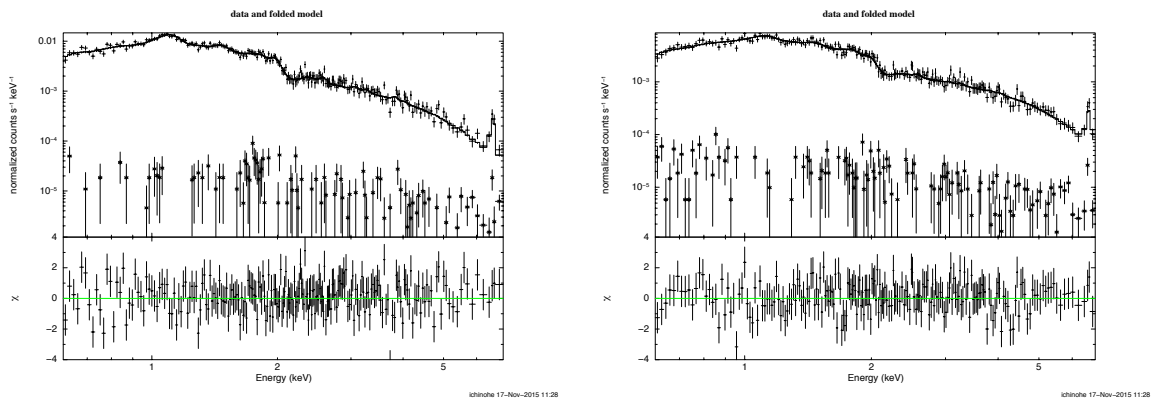 data and folded model
normalized counts s⁻¹ keV⁻¹
0.01
10⁻³
10⁻⁴
10⁻⁵
4
χ
2
0
−2
−4
1
2
5
Energy (keV)
ichinohe 17−Nov−2015 11:28
data and folded model
normalized counts s⁻¹ keV⁻¹
10⁻³
10⁻⁴
10⁻⁵
4
χ
2
0
−2
−4
1
2
5
Energy (keV)
ichinohe 17−Nov−2015 11:28